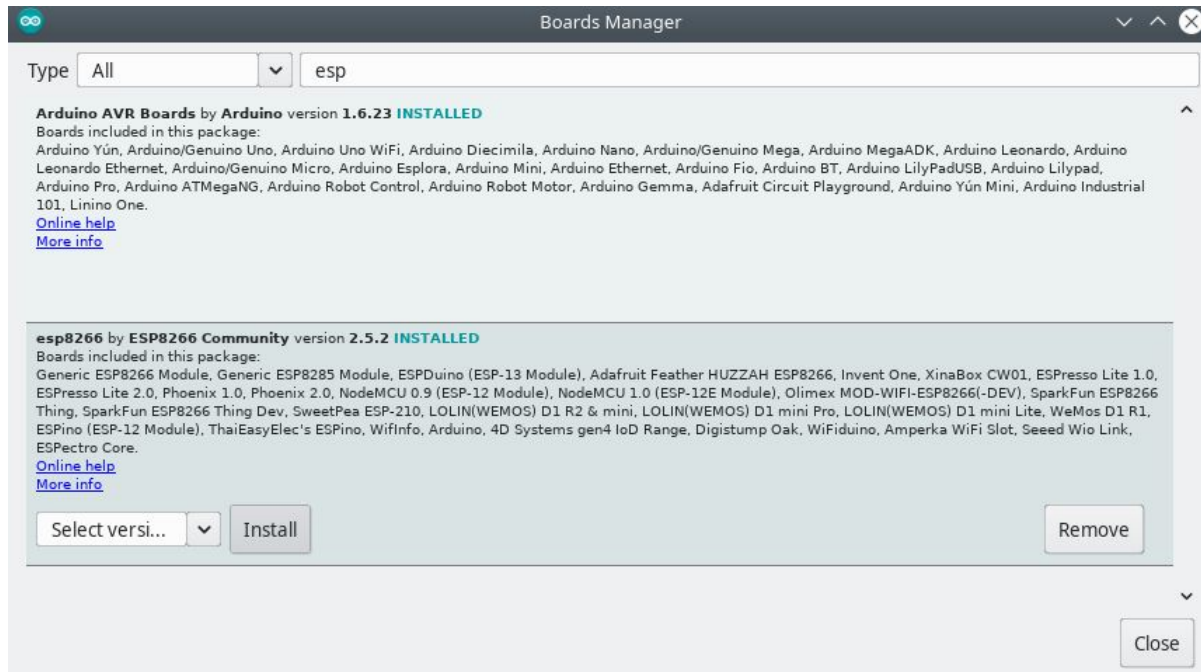 Boards Manager
Type All esp
Arduino AVR Boards by Arduino version 1.6.23 INSTALLED
Boards included in this package:
Arduino Yún, Arduino/Genuino Uno, Arduino Uno WiFi, Arduino Diecimila, Arduino Nano, Arduino/Genuino Mega, Arduino MegaADK, Arduino Leonardo, Arduino
Leonardo Ethernet, Arduino/Genuino Micro, Arduino Esplora, Arduino Mini, Arduino Ethernet, Arduino Fio, Arduino BT, Arduino LilyPadUSB, Arduino Lilypad,
Arduino Pro, Arduino ATMegaNG, Arduino Robot Control, Arduino Robot Motor, Arduino Gemma, Adafruit Circuit Playground, Arduino Yún Mini, Arduino Industrial
101, Linino One.
Online help
More info
esp8266 by ESP8266 Community version 2.5.2 INSTALLED
Boards included in this package:
Generic ESP8266 Module, Generic ESP8285 Module, ESPDuino (ESP-13 Module), Adafruit Feather HUZZAH ESP8266, Invent One, XinaBox CW01, ESPresso Lite 1.0,
ESPresso Lite 2.0, Phoenix 1.0, Phoenix 2.0, NodeMCU 0.9 (ESP-12 Module), NodeMCU 1.0 (ESP-12E Module), Olimex MOD-WIFI-ESP8266(-DEV), SparkFun ESP8266
Thing, SparkFun ESP8266 Thing Dev, SweetPea ESP-210, LOLIN(WEMOS) D1 R2 & mini, LOLIN(WEMOS) D1 mini Pro, LOLIN(WEMOS) D1 mini Lite, WeMos D1 R1,
ESPino (ESP-12 Module), ThaiEasyElec's ESPino, WifInfo, Arduino, 4D Systems gen4 IoD Range, Digistump Oak, WiFiduino, Amperka WiFi Slot, Seeed Wio Link,
ESPectro Core.
Online help
More info
Select versi... Install Remove
Close